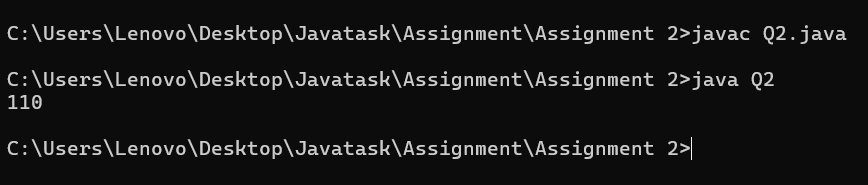 C:\Users\Lenovo\Desktop\Javatask\Assignment\Assignment 2>javac Q2.java
C:\Users\Lenovo\Desktop\Javatask\Assignment\Assignment 2>java Q2
110
C:\Users\Lenovo\Desktop\Javatask\Assignment\Assignment 2>